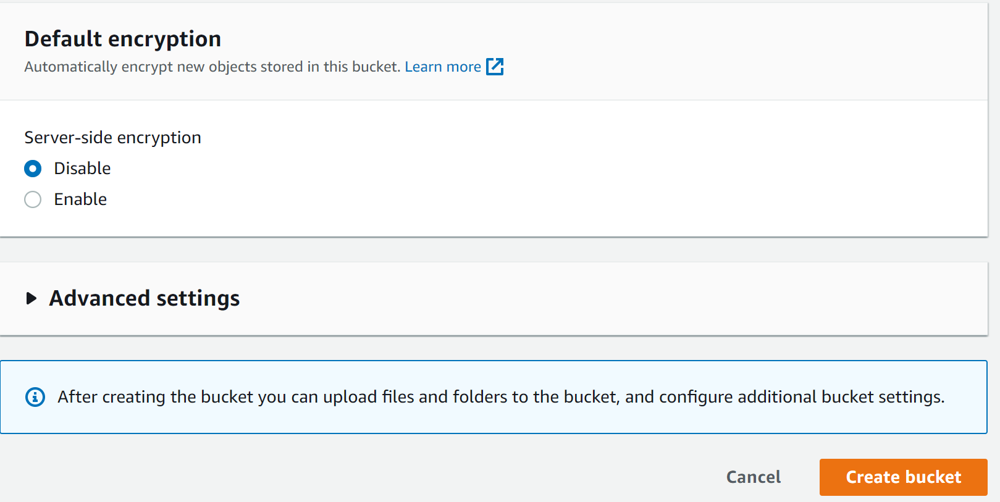 Default encryption
Automatically encrypt new objects stored in this bucket. Learn more
Server-side encryption
Disable
Enable
Advanced settings
After creating the bucket you can upload files and folders to the bucket, and configure additional bucket settings.
Cancel
Create bucket